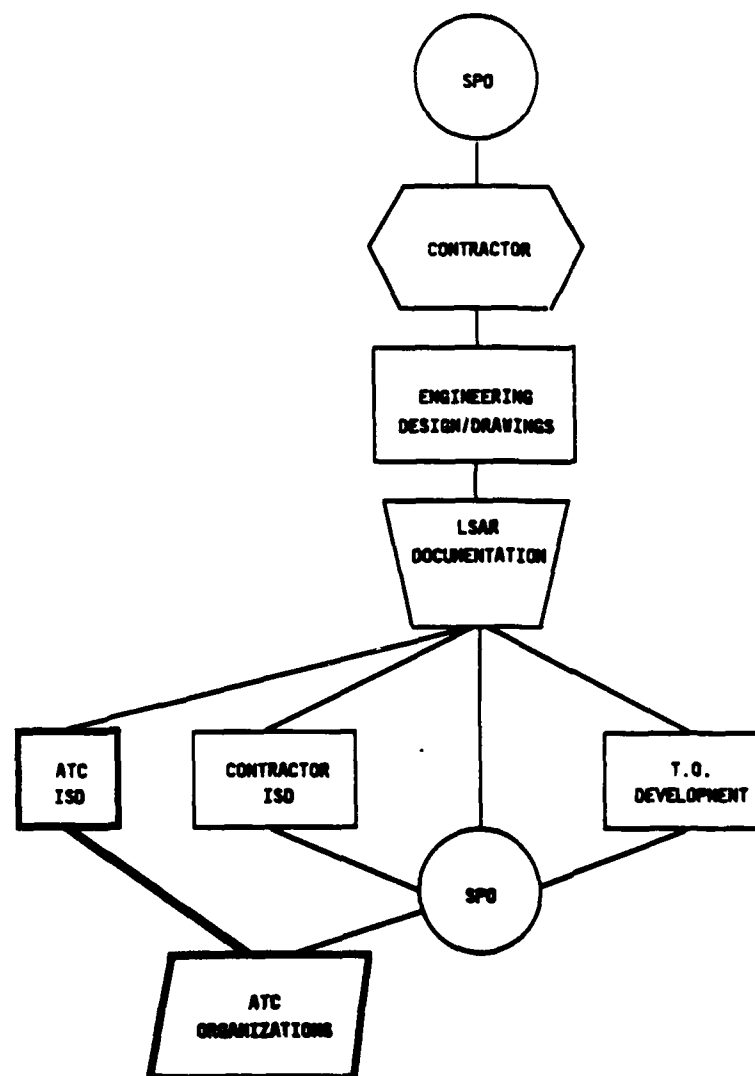 SPO
CONTRACTOR
ENGINEERING
DESIGN/DRAWINGS
LSAR
DOCUMENTATION
ATC
ISD
CONTRACTOR
ISD
T.O.
DEVELOPMENT
SPO
ATC
ORGANIZATIONS